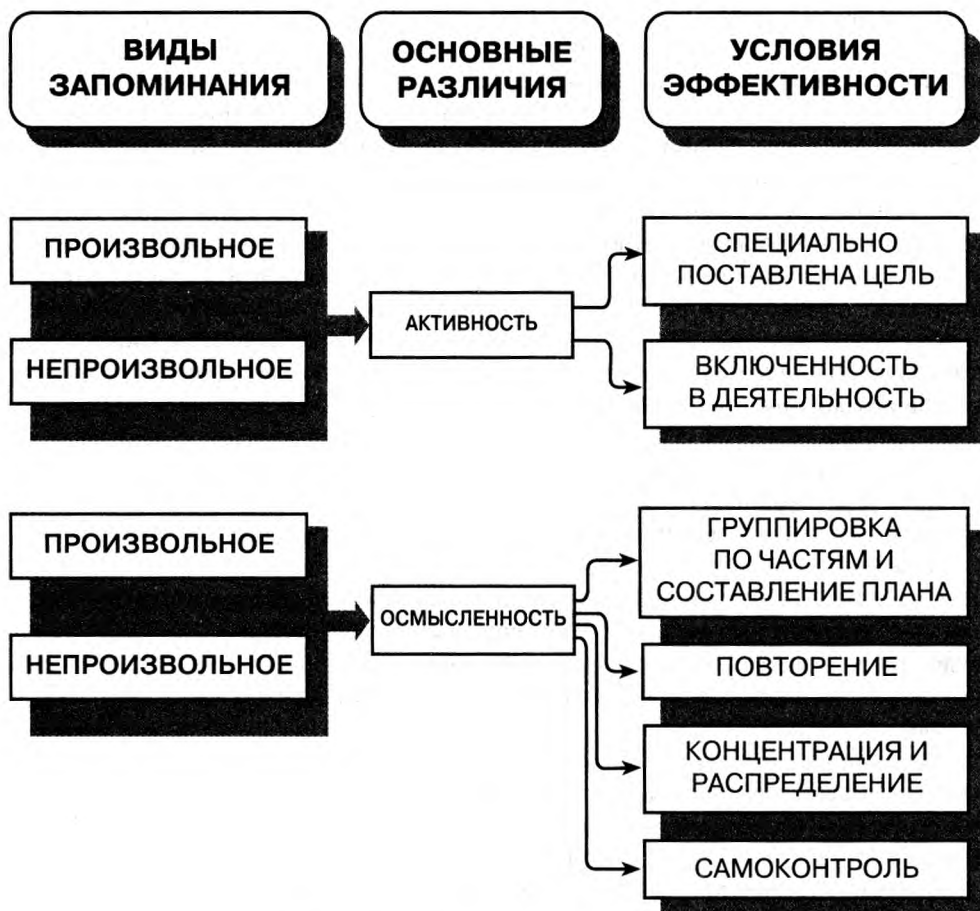 ВИДЫ
ЗАПОМИНАНИЯ
ОСНОВНЫЕ
РАЗЛИЧИЯ
УСЛОВИЯ
ЭФФЕКТИВНОСТИ
ПРОИЗВОЛЬНОЕ
НЕПРОИЗВОЛЬНОЕ
АКТИВНОСТЬ
СПЕЦИАЛЬНО
ПОСТАВЛЕНА ЦЕЛЬ
ВКЛЮЧЕННОСТЬ
В ДЕЯТЕЛЬНОСТЬ
ПРОИЗВОЛЬНОЕ
НЕПРОИЗВОЛЬНОЕ
ОСМЫСЛЕННОСТЬ
ГРУППИРОВКА
ПО ЧАСТЯМ И
СОСТАВЛЕНИЕ ПЛАНА
ПОВТОРЕНИЕ
КОНЦЕНТРАЦИЯ И
РАСПРЕДЕЛЕНИЕ
САМОКОНТРОЛЬ